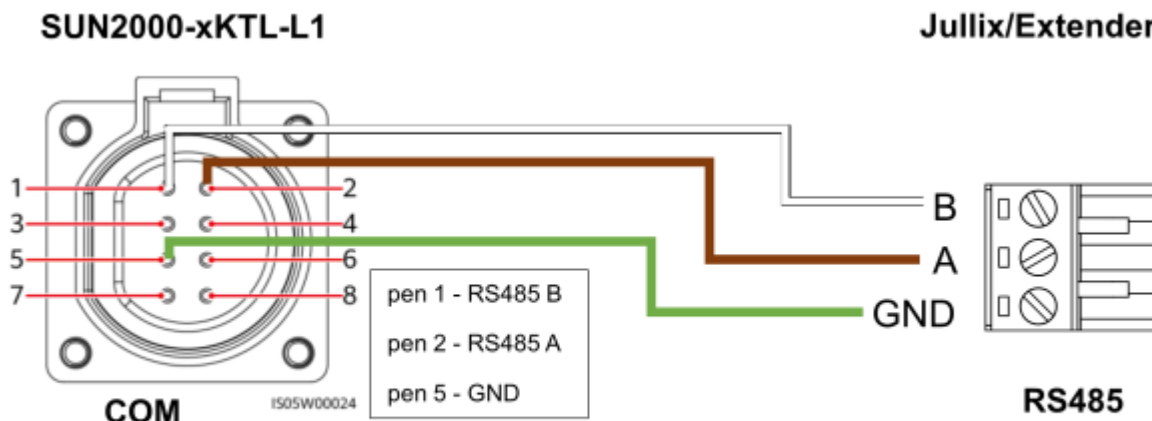 SUN2000-xKTL-L1
Jullix/Extender
1
2
3
4
5
6
7
8
B
A
GND
pen 1 - RS485 B
pen 2 - RS485 A
pen 5 - GND
IS05W00024
COM
RS485